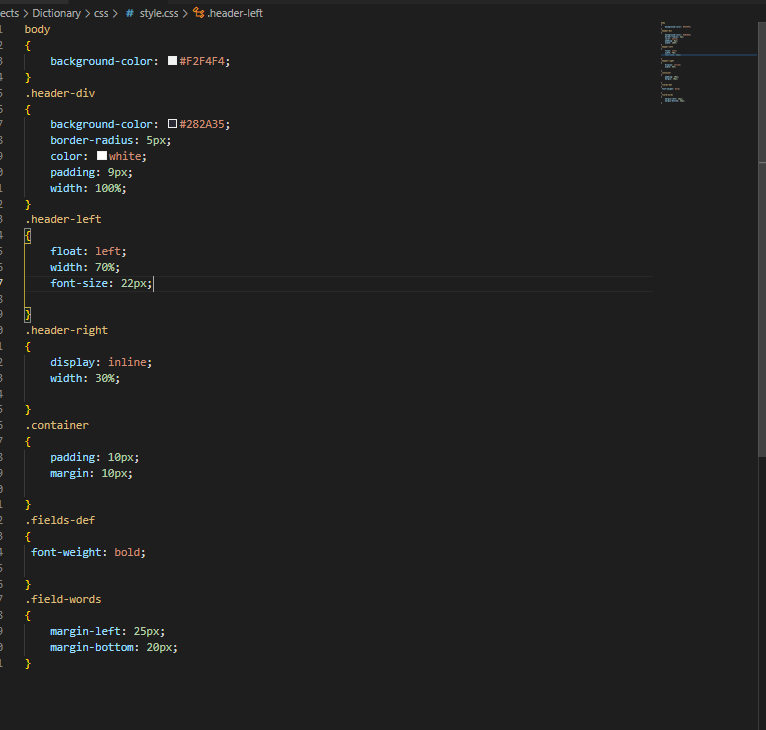 ects > Dictionary > css > # style.css > .header-left
1 body
2 {
3 background-color: #F2F4F4;
4 }
5 .header-div
6 {
7 background-color: #282A35;
8 border-radius: 5px;
9 color: white;
0 padding: 9px;
1 width: 100%;
2 }
3 .header-left
4 {
5 float: left;
6 width: 70%;
7 font-size: 22px;
8
9 }
0 .header-right
1 {
2 display: inline;
3 width: 30%;
4
5 }
6 .container
7 {
8 padding: 10px;
9 margin: 10px;
0
1 }
2 .fields-def
3 {
4 font-weight: bold;
5
6 }
7 .field-words
8 {
9 margin-left: 25px;
0 margin-bottom: 20px;
1 }